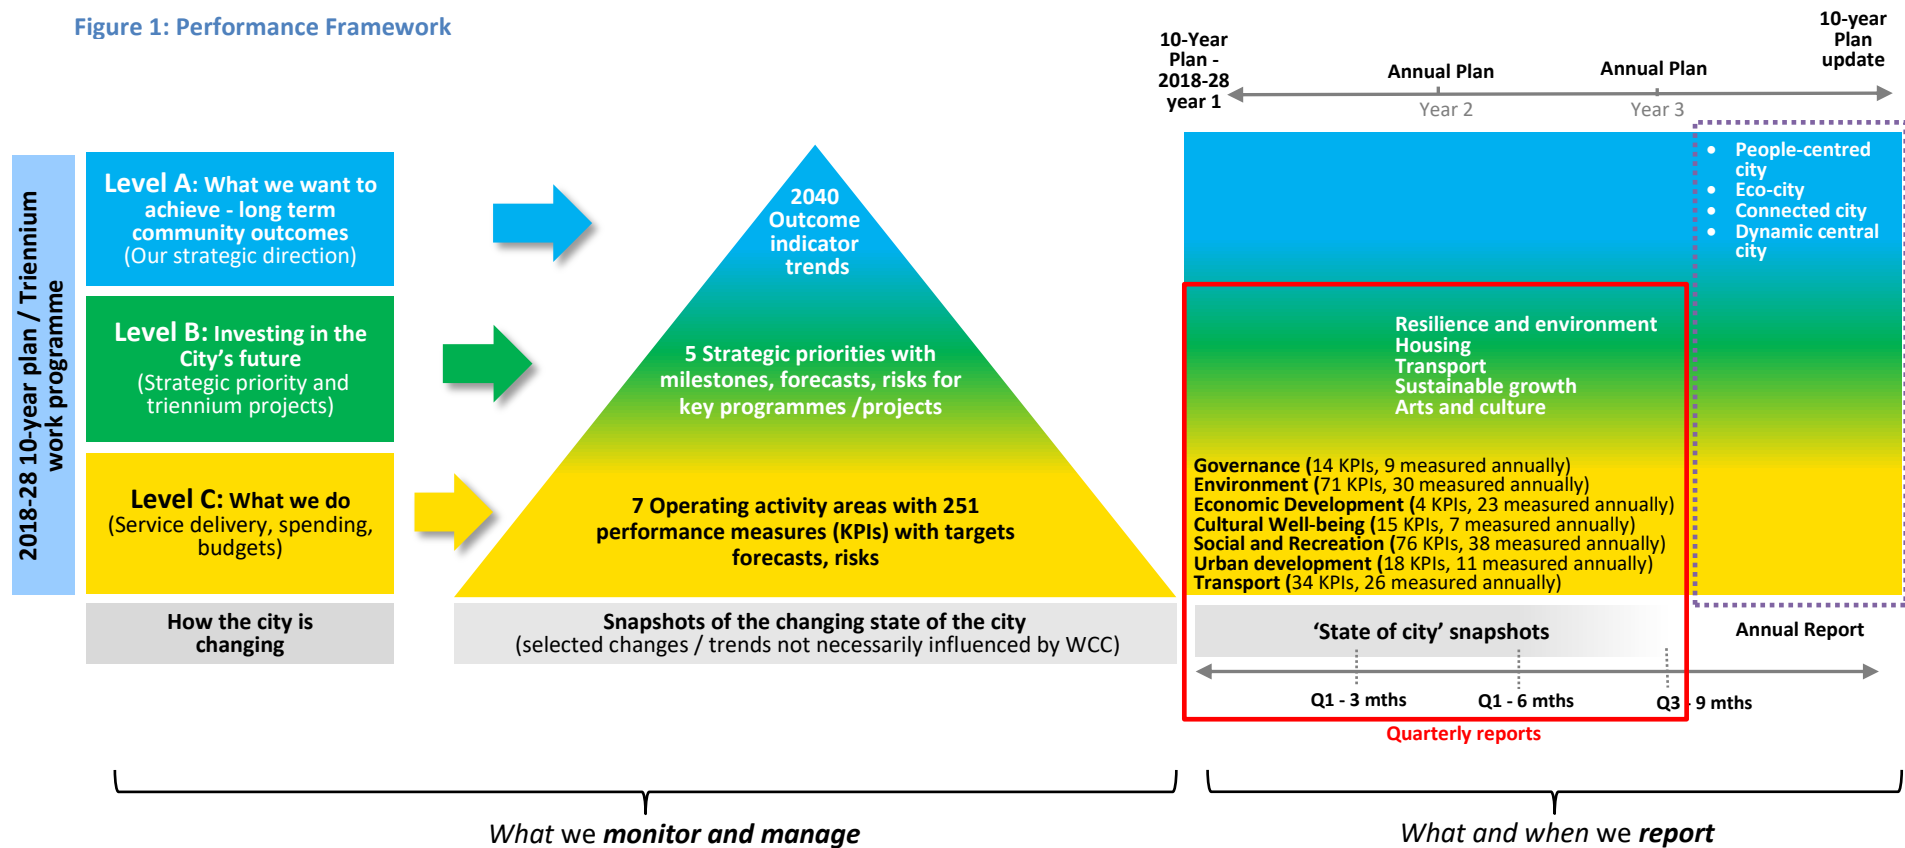 Figure 1: Performance Framework
10-Year
Plan -
2018-28
year 1
Annual Plan
Year 2
Annual Plan
Year 3
10-year
Plan
update
2018-28 10-year plan / Triennium
work programme
Level A: What we want to
achieve - long term
community outcomes
(Our strategic direction)
Level B: Investing in the
City's future
(Strategic priority and
triennium projects)
Level C: What we do
(Service delivery, spending,
budgets)
How the city is
changing
2040
Outcome
indicator
trends
5 Strategic priorities with
milestones, forecasts, risks for
key programmes /projects
7 Operating activity areas with 251
performance measures (KPIs) with targets
forecasts, risks
Snapshots of the changing state of the city
(selected changes / trends not necessarily influenced by WCC)
• People-centred
city
• Eco-city
• Connected city
• Dynamic central
city
Resilience and environment
Housing
Transport
Sustainable growth
Arts and culture
Governance (14 KPIs, 9 measured annually)
Environment (71 KPIs, 30 measured annually)
Economic Development (4 KPIs, 23 measured annually)
Cultural Well-being (15 KPIs, 7 measured annually)
Social and Recreation (76 KPIs, 38 measured annually)
Urban development (18 KPIs, 11 measured annually)
Transport (34 KPIs, 26 measured annually)
'State of city' snapshots
Annual Report
Q1 - 3 mths
Q1 - 6 mths
Q3 - 9 mths
Quarterly reports
What we monitor and manage
What and when we report